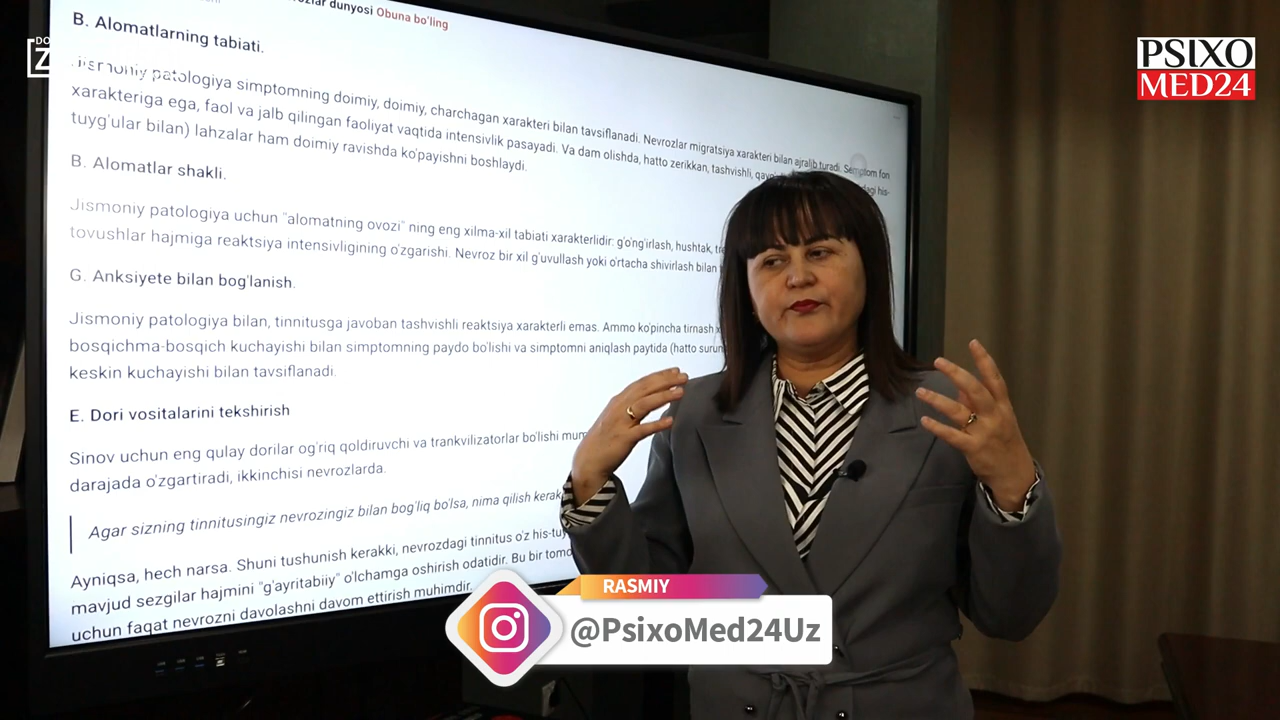 DO
Z
PSIXO
MED24
dunyosi Obuna bo'ling
B. Alomatlarning tabiati.
Jismoniy patologiya simptomning doimiy, doimiy, charchagan xarakteri bilan tavsiflanadi. Nevrozlar migratsiya xarakteri bilan ajralib turadi. Semptom fon
xarakteriga ega, faol va jalb qilingan faoliyat vaqtida intensivlik pasayadi. Va dam olishda, hatto zerikkan, tashvishli, his-
tuyg'ular bilan) lahzalar ham doimiy ravishda ko'payishni boshlaydi.
B. Alomatlar shakli.
Jismoniy patologiya uchun "alomatning ovozi" ning eng xilma-xil tabiati xarakterlidir: g'o'ng'irlash, hushtak,
tovushlar hajmiga reaktsiya intensivligining o'zgarishi. Nevroz bir xil g'uvullash yoki o'rtacha shivirlash bilan
G. Anksiyete bilan bog'lanish.
Jismoniy patologiya bilan, tinnitusga javoban tashvishli reaktsiya xarakterli emas. Ammo ko'pincha tirnash
bosqichma-bosqich kuchayishi bilan simptomning paydo bo'lishi va simptomni aniqlash paytida (hatto
keskin kuchayishi bilan tavsiflanadi.
E. Dori vositalarini tekshirish
Sinov uchun eng qulay dorilar og'riq qoldiruvchi va trankvilizatorlar bo'lishi
darajada o'zgartiradi, ikkinchisi nevrozlarda.
Agar sizning tinnitusingiz nevrozingiz bilan bog'liq bo'lsa, nima qilish
Ayniqsa, hech narsa. Shuni tushunish kerakki, nevrozdagi tinnitus o'z
mavjud sezgilar hajmini "g'ayritabiiy" o'lchamga oshirish odatidir. Bu bir
uchun faqat nevrozni davolashni davom ettirish muhimdir.
RASMIY
@PsixoMed24Uz